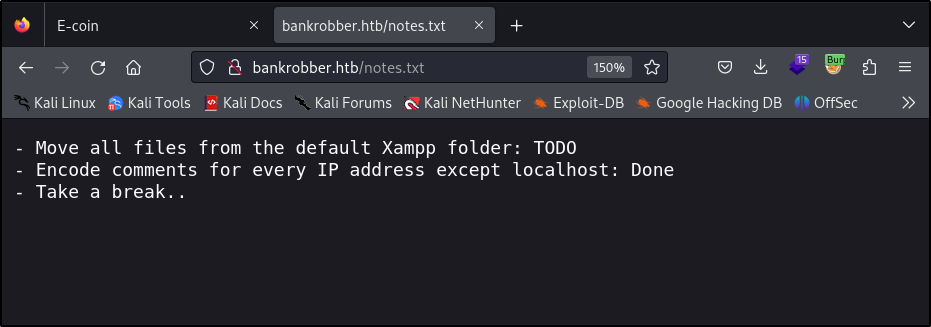 E-coin
bankrobber.htb/notes.txt
bankrobber.htb/notes.txt
150%
15
Kali Linux
Kali Tools
Kali Docs
Kali Forums
Kali NetHunter
Exploit-DB
Google Hacking DB
OffSec
- Move all files from the default Xampp folder: TODO
- Encode comments for every IP address except localhost: Done
- Take a break..